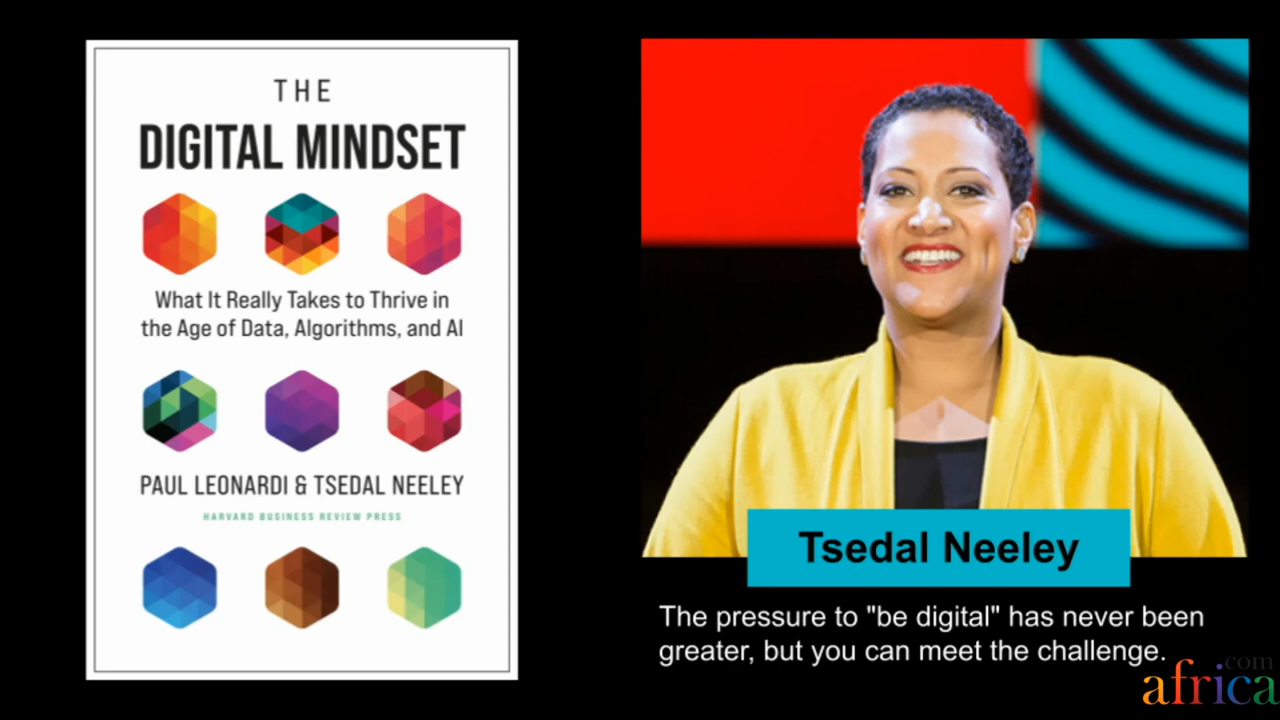 THE
DIGITAL MINDSET
What It Really Takes to Thrive in
the Age of Data, Algorithms, and AI
PAUL LEONARDI & TSEDAL NEELEY
HARVARD BUSINESS REVIEW PRESS
Tsedal Neeley
The pressure to "be digital" has never been
greater, but you can meet the challenge.
.com
africa